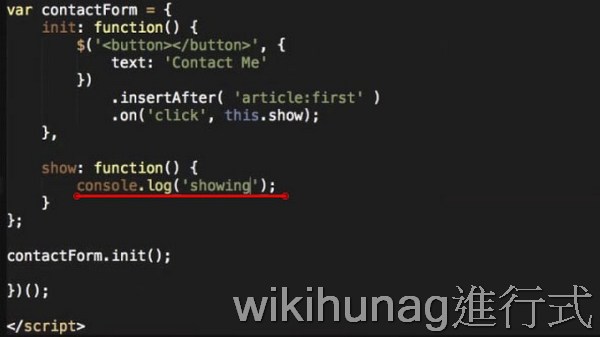 var contactForm = {
init: function() {
$('<button></button>', {
text: 'Contact Me'
})
.insertAfter( 'article:first' )
.on('click', this.show);
},
show: function() {
console.log('showing');
}
};
contactForm.init();
})();
</script>
wikihunag進行式